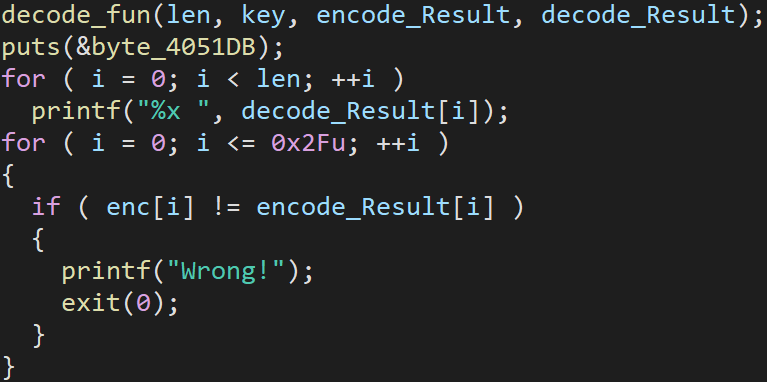 decode_fun(len, key, encode_Result, decode_Result);
puts(&byte_4051DB);
for ( i = 0; i < len; ++i )
  printf("%x ", decode_Result[i]);
for ( i = 0; i <= 0x2Fu; ++i )
{
  if ( enc[i] != encode_Result[i] )
  {
    printf("Wrong!");
    exit(0);
  }
}